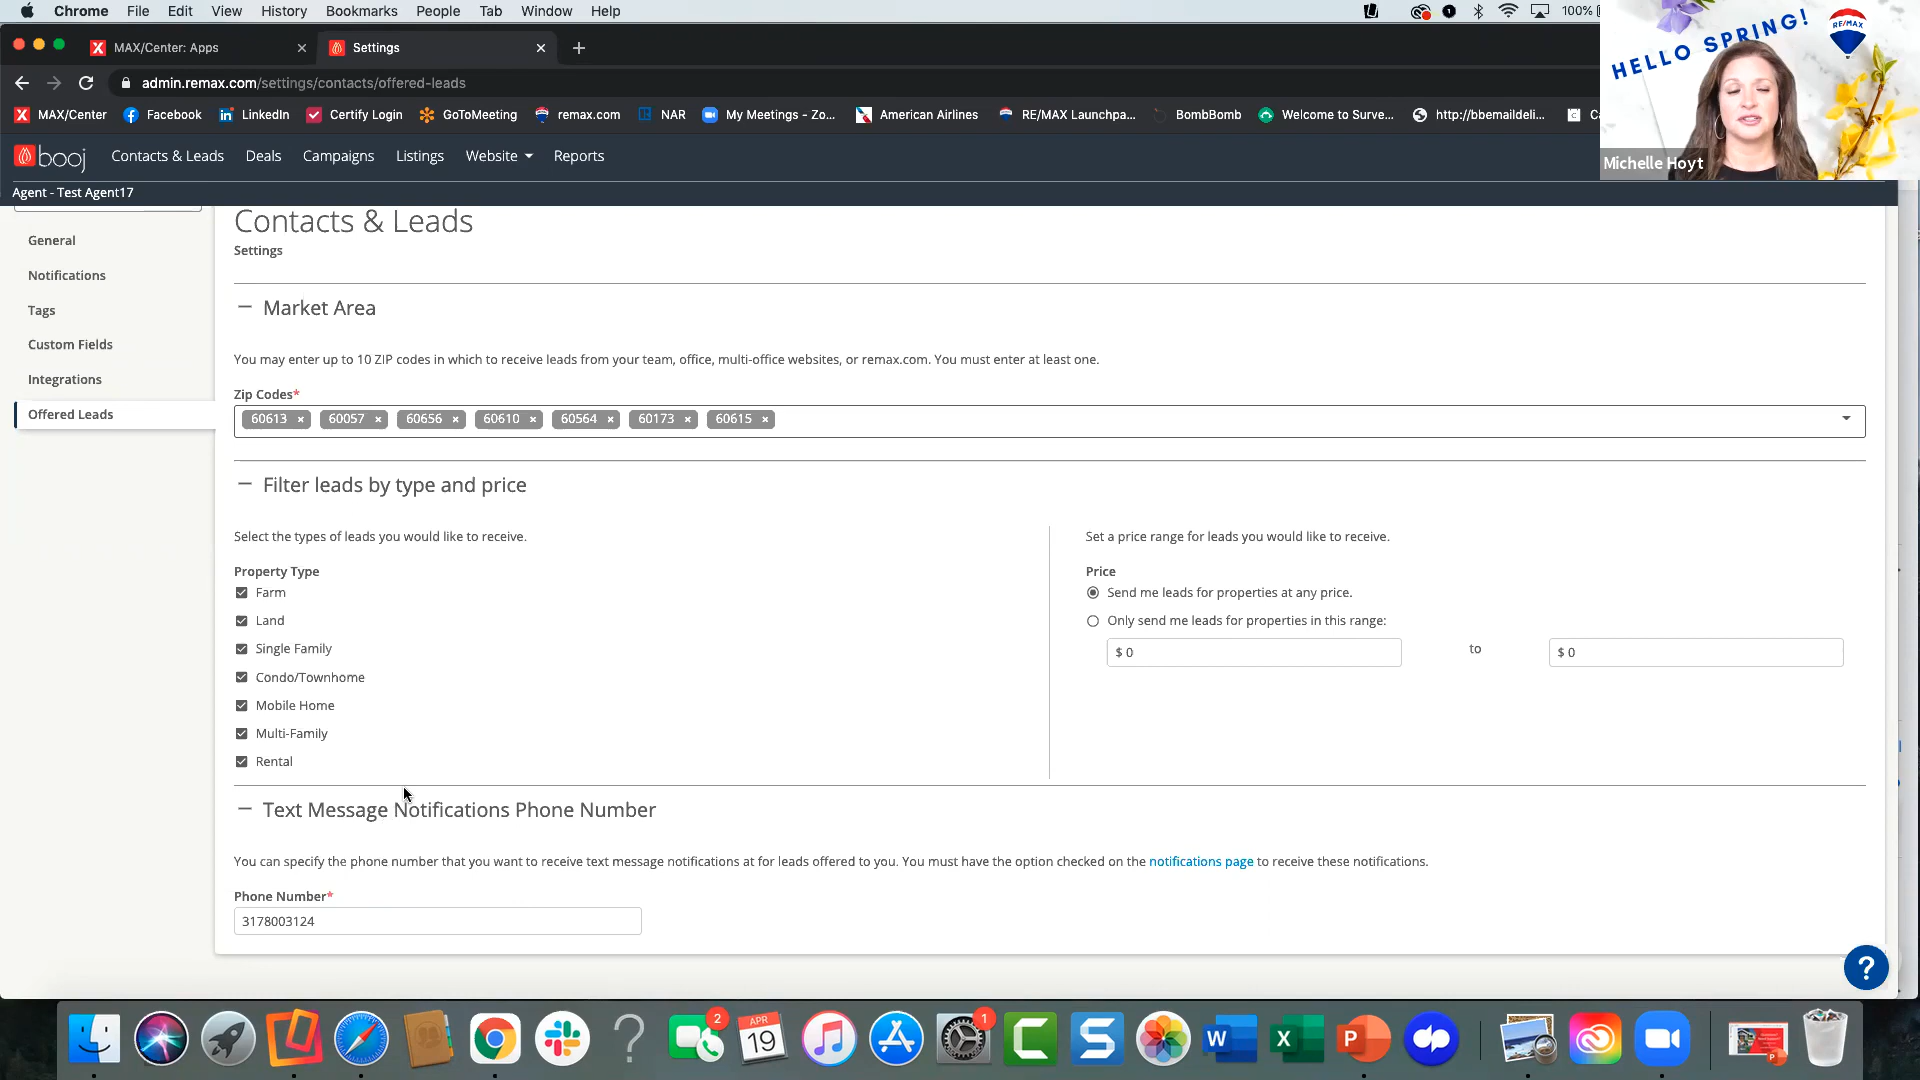 Chrome File Edit View History Bookmarks People Tab Window Help 100%
MAX/Center: Apps Settings
admin.remax.com/settings/contacts/offered-leads
MAX/Center Facebook LinkedIn Certify Login GoToMeeting remax.com NAR My Meetings - Zo... American Airlines RE/MAX Launchpa... BombBomb Welcome to Surve... http://bbemaildeli...
HELLO SPRING!
RE/MAX
Michelle Hoyt
booj Contacts & Leads Deals Campaigns Listings Website Reports
Agent - Test Agent17
General
Notifications
Tags
Custom Fields
Integrations
Offered Leads
Contacts & Leads
Settings
Market Area
You may enter up to 10 ZIP codes in which to receive leads from your team, office, multi-office websites, or remax.com. You must enter at least one.
Zip Codes*
60613 × 60057 × 60656 × 60610 × 60564 × 60173 × 60615 ×
Filter leads by type and price
Select the types of leads you would like to receive.
Property Type
Farm
Land
Single Family
Condo/Townhome
Mobile Home
Multi-Family
Rental
Set a price range for leads you would like to receive.
Price
Send me leads for properties at any price.
Only send me leads for properties in this range:
$ 0 to $ 0
Text Message Notifications Phone Number
You can specify the phone number that you want to receive text message notifications at for leads offered to you. You must have the option checked on the notifications page to receive these notifications.
Phone Number*
3178003124
?
2 APR 19 1 C S W X P